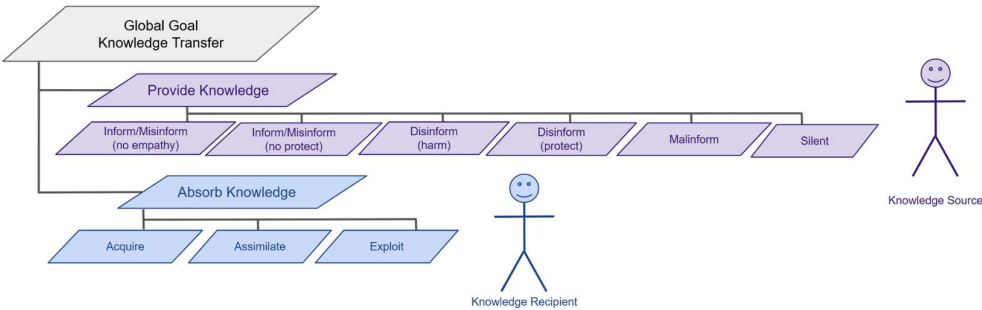 Global Goal
Knowledge Transfer
Provide Knowledge
Inform/Misinform
(no empathy)
Inform/Misinform
(no protect)
Disinform
(harm)
Disinform
(protect)
Malinform
Silent
Knowledge Source
Absorb Knowledge
Acquire
Assimilate
Exploit
Knowledge Recipient